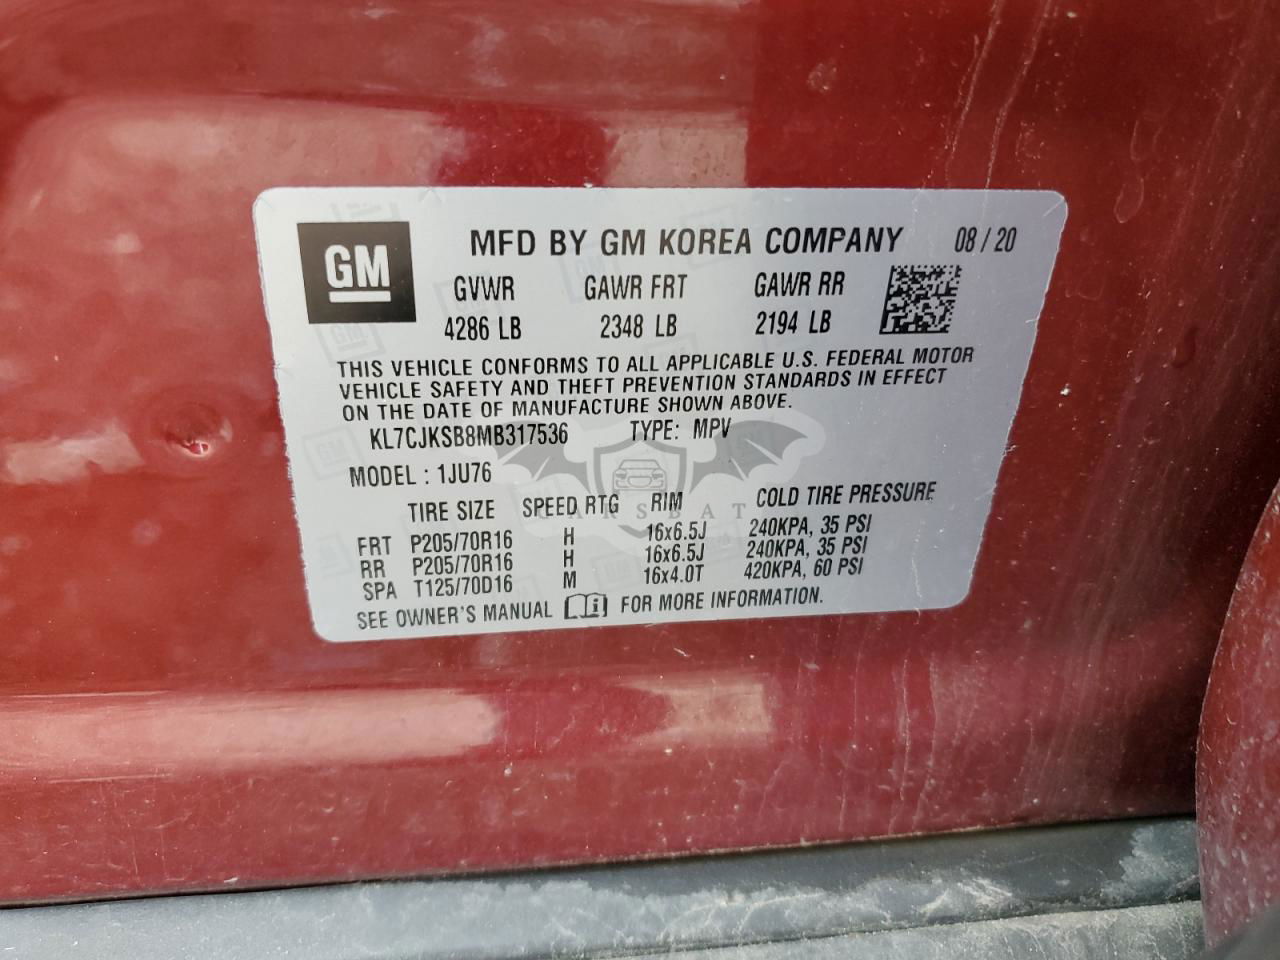 GM
MFD BY GM KOREA COMPANY 08 / 20
GVWR GAWR FRT GAWR RR
4286 LB 2348 LB 2194 LB
THIS VEHICLE CONFORMS TO ALL APPLICABLE U.S. FEDERAL MOTOR
VEHICLE SAFETY AND THEFT PREVENTION STANDARDS IN EFFECT
ON THE DATE OF MANUFACTURE SHOWN ABOVE.
KL7CJKSB8MB317536 TYPE: MPV
MODEL : 1JU76
TIRE SIZE SPEED RTG RIM COLD TIRE PRESSURE
FRT P205/70R16 H 16x6.5J 240KPA, 35 PSI
RR P205/70R16 H 16x6.5J 240KPA, 35 PSI
SPA T125/70D16 M 16x4.0T 420KPA, 60 PSI
SEE OWNER'S MANUAL i FOR MORE INFORMATION.
CARSBAT